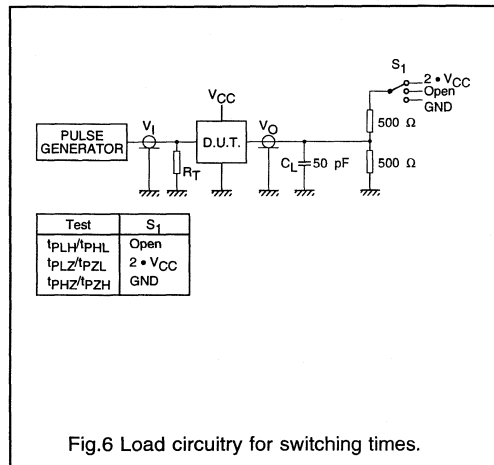 S1
2 • VCC
Open
GND
VCC
PULSE GENERATOR
VI
D.U.T.
VO
RT
CL
50 pF
500 Ω
500 Ω
Test S1
tPLH/tPHL Open
tPLZ/tPZL 2 • VCC
tPHZ/tPZH GND
Fig.6 Load circuitry for switching times.